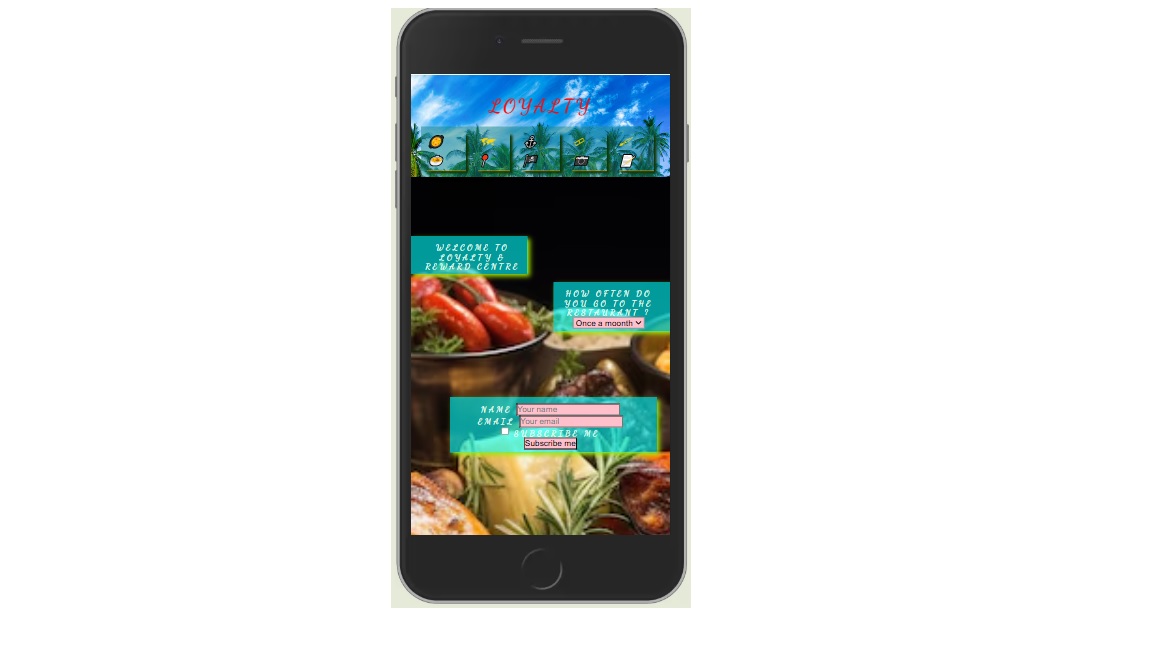 LOYALTY
WELCOME TO
LOYALTY &
REWARD CENTRE
HOW OFTEN DO
YOU GO TO THE
RESTAURANT ?
Once a moonth
NAME Your name
EMAIL Your email
SUBSCRIBE ME
Subscribe me